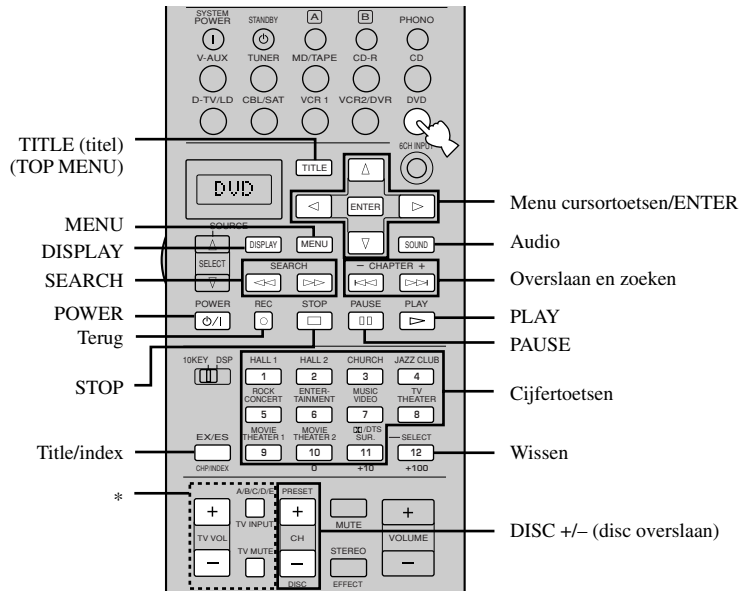 SYSTEM
POWER
STANDBY
A
B
PHONO
V-AUX
TUNER
MD/TAPE
CD-R
CD
D-TV/LD
CBL/SAT
VCR 1
VCR2/DVR
DVD
6CH INPUT
TITLE (titel)
(TOP MENU)
TITLE
DVD
ENTER
Menu cursortoetsen/ENTER
MENU
SOURCE
DISPLAY
MENU
SOUND
Audio
DISPLAY
SELECT
SEARCH
SEARCH
– CHAPTER +
Overslaan en zoeken
POWER
POWER
REC
STOP
PAUSE
PLAY
PLAY
Terug
PAUSE
STOP
10KEY DSP
HALL 1
HALL 2
CHURCH
JAZZ CLUB
1
2
3
4
Cijfertoetsen
ROCK
CONCERT
ENTER-
TAINMENT
MUSIC
VIDEO
TV
THEATER
5
6
7
8
Title/index
EX/ES
MOVIE
THEATER 1
MOVIE
THEATER 2
/DTS
SUR.
SELECT
9
10
11
12
Wissen
CHP/INDEX
0
+10
+100
*
A/B/C/D/E
PRESET
+
TV INPUT
+
MUTE
+
TV VOL
CH
VOLUME
DISC +/– (disc overslaan)
TV MUTE
STEREO
–
–
–
DISC
EFFECT